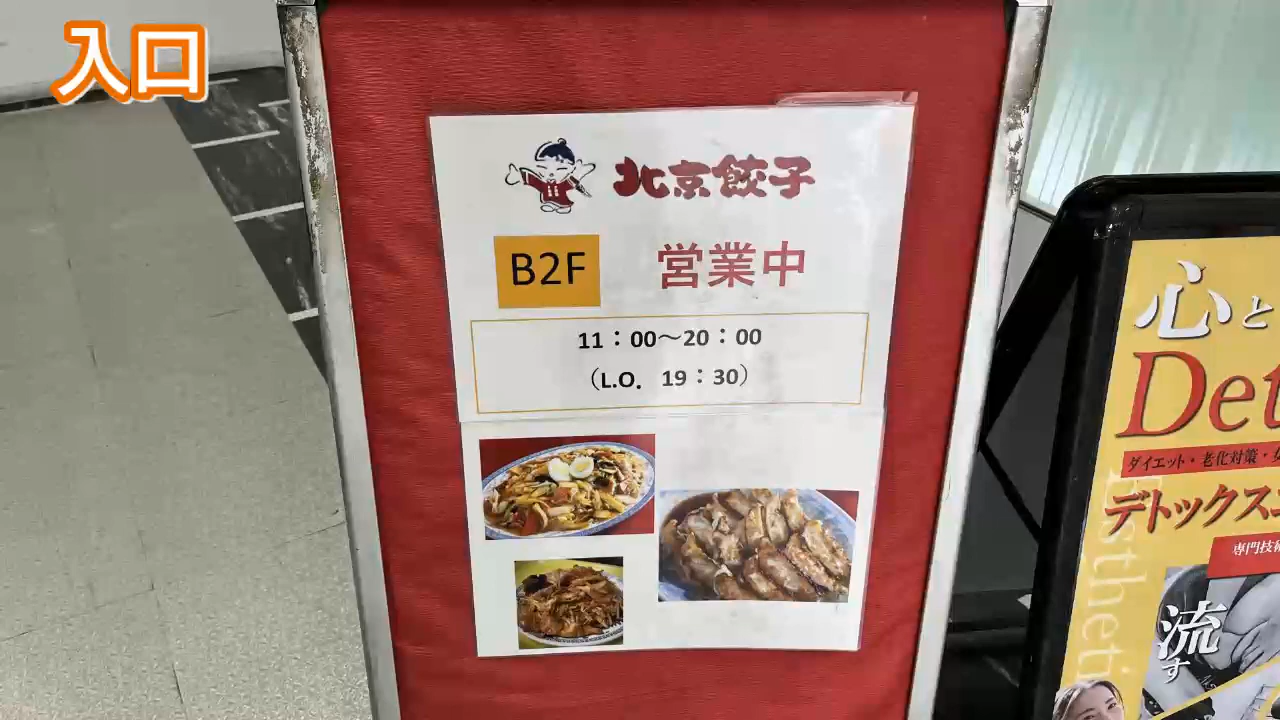 入口
北京餃子
B2F
営業中
11：00～20：00
（L.O. 19：30）
心と
Det
ダイエット・老化対策・
デトックス
専門技
流す